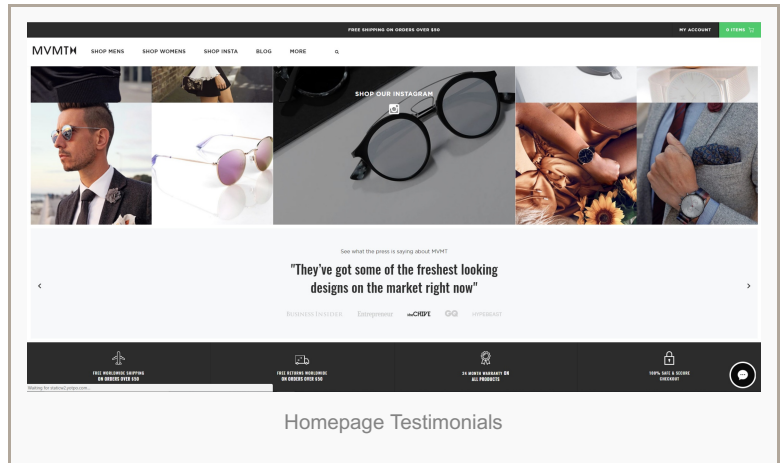 FREE SHIPPING ON ORDERS OVER $50
MY ACCOUNT
0 ITEMS
MVMT
SHOP MENS
SHOP WOMENS
SHOP INSTA
BLOG
MORE
SHOP OUR INSTAGRAM
See what the press is saying about MVMT
"They've got some of the freshest looking
designs on the market right now"
BUSINESS INSIDER
Entrepreneur
theCHIVE
GQ
HYPEBEAST
FREE WORLDWIDE SHIPPING
ON ORDERS OVER $50
FREE RETURNS WORLDWIDE
ON ORDERS OVER $50
24 MONTH WARRANTY ON
ALL PRODUCTS
100% SAFE & SECURE
CHECKOUT
Homepage Testimonials